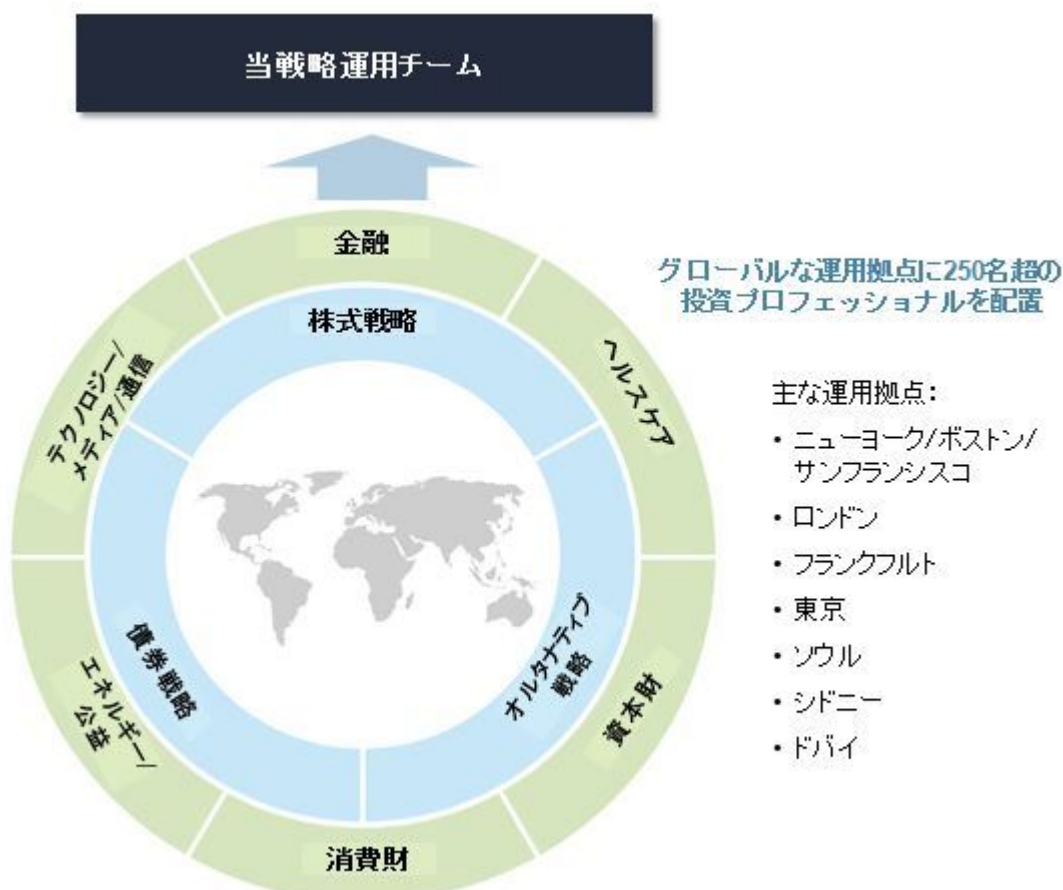 当戦略運用チーム
金融
株式戦略
テクノロジー/
メディア/通信
ヘルスケア
債券戦略
オルタナティブ
戦略
エネルギー/
公益
資本財
消費財
グローバルな運用拠点に250名超の
投資プロフェッショナルを配置
主な運用拠点:
・ニューヨーク/ボストン/
サンフランシスコ
・ロンドン
・フランクフルト
・東京
・ソウル
・シドニー
・ドバイ